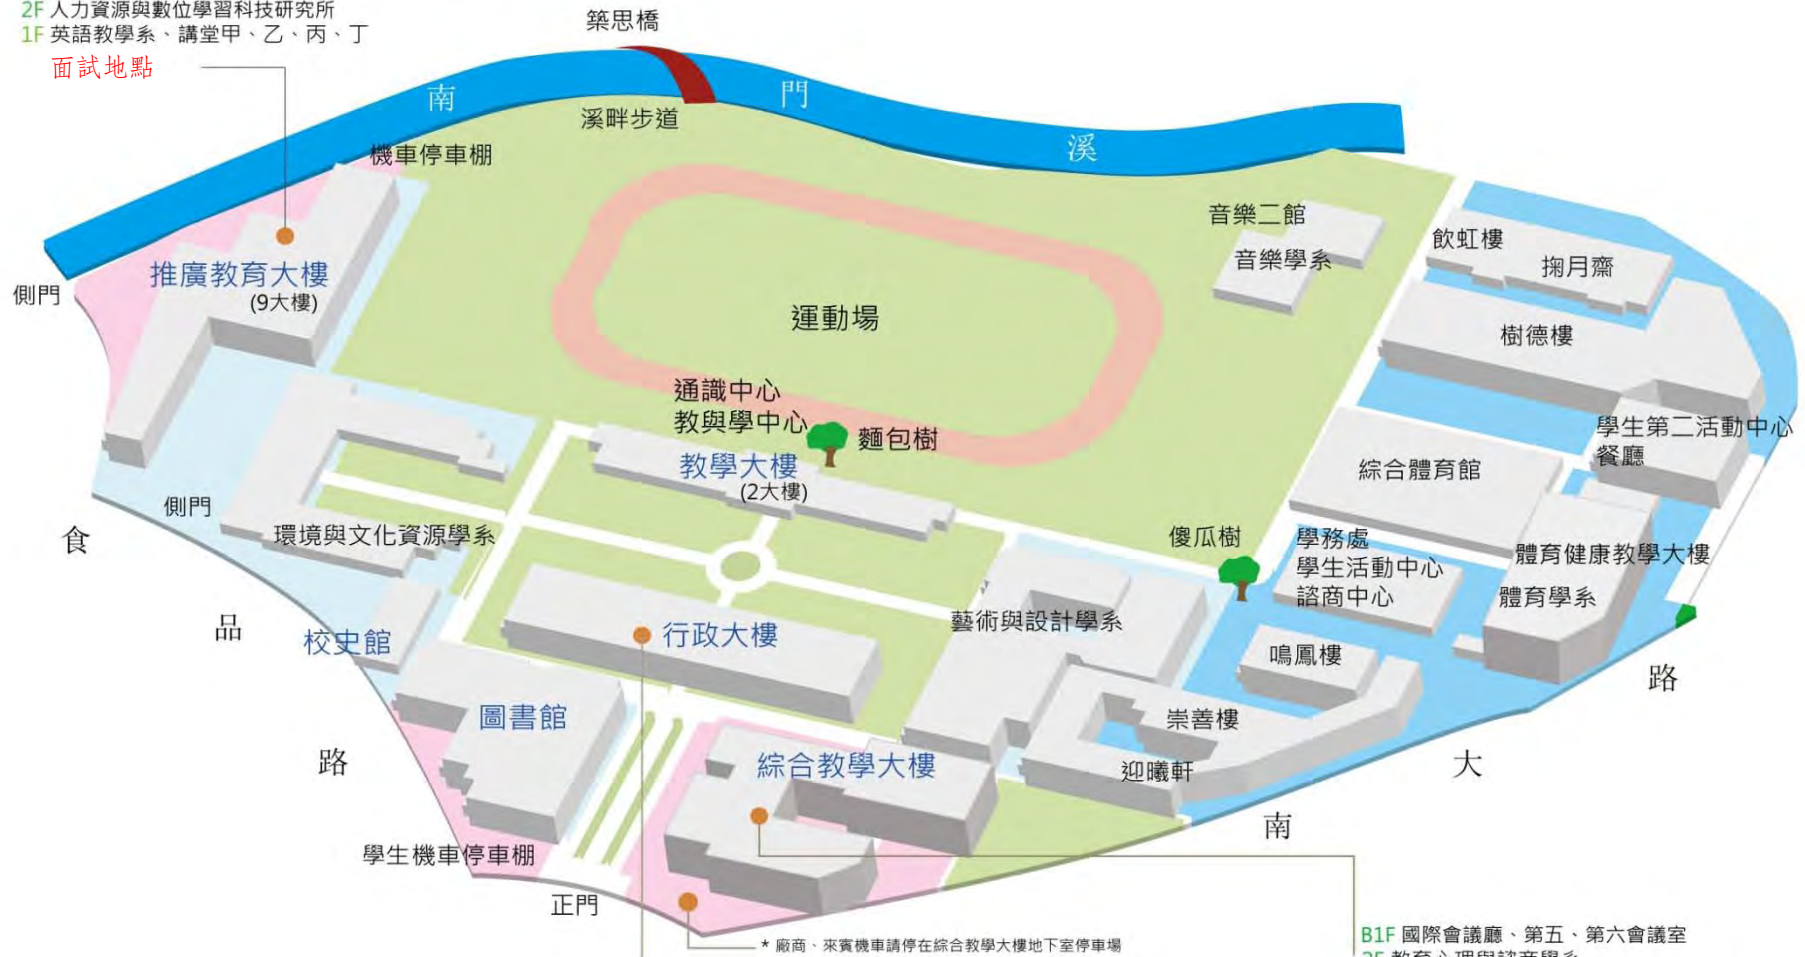 2F 人力資源與數位學習科技研究所
1F 英語教學系、講堂甲、乙、丙、丁
面試地點
築思橋
南
門
溪
溪畔步道
機車停車棚
推廣教育大樓
(9大樓)
側門
音樂二館
音樂學系
飲虹樓
掬月齋
樹德樓
運動場
通識中心
教與學中心
麵包樹
教學大樓
(2大樓)
學生第二活動中心
餐廳
綜合體育館
側門
環境與文化資源學系
傻瓜樹
學務處
學生活動中心
諮商中心
體育健康教學大樓
體育學系
食
品
路
校史館
行政大樓
藝術與設計學系
鳴鳳樓
圖書館
崇善樓
綜合教學大樓
迎曦軒
南
大
路
學生機車停車棚
正門
* 廠商、來賓機車請停在綜合教學大樓地下室停車場
B1F 國際會議廳、第五、第六會議室